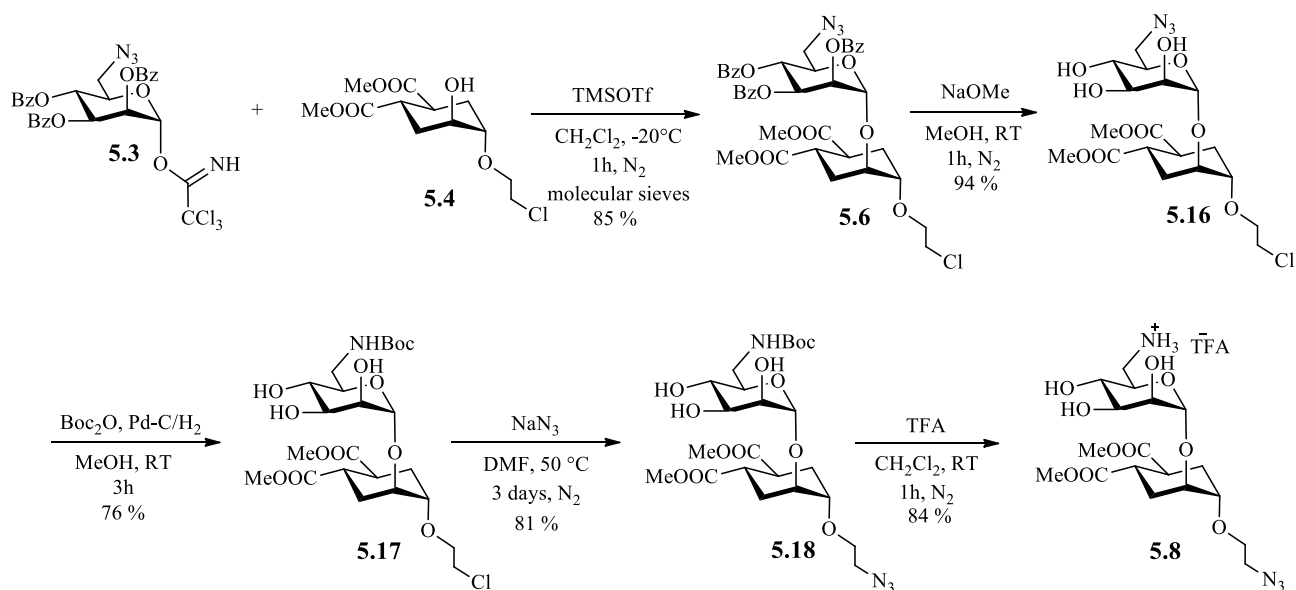 N₃
OBz
BzO
O
BzO
5.3
O
NH
CCl₃
+
MeOOC
OH
MeOOC
O
5.4
Cl
TMSOTf
CH₂Cl₂, -20°C
1h, N₂
molecular sieves
85 %
N₃
OBz
BzO
O
BzO
MeOOC
O
MeOOC
O
5.6
Cl
NaOMe
MeOH, RT
1h, N₂
94 %
N₃
OH
HO
O
HO
MeOOC
O
MeOOC
O
5.16
Cl
Boc₂O, Pd-C/H₂
MeOH, RT
3h
76 %
NHBoc
OH
HO
O
HO
MeOOC
O
MeOOC
O
5.17
Cl
NaN₃
DMF, 50 °C
3 days, N₂
81 %
NHBoc
OH
HO
O
HO
MeOOC
O
MeOOC
O
5.18
N₃
TFA
CH₂Cl₂, RT
1h, N₂
84 %
+ –
NH₃ TFA
OH
HO
O
HO
MeOOC
O
MeOOC
O
5.8
N₃